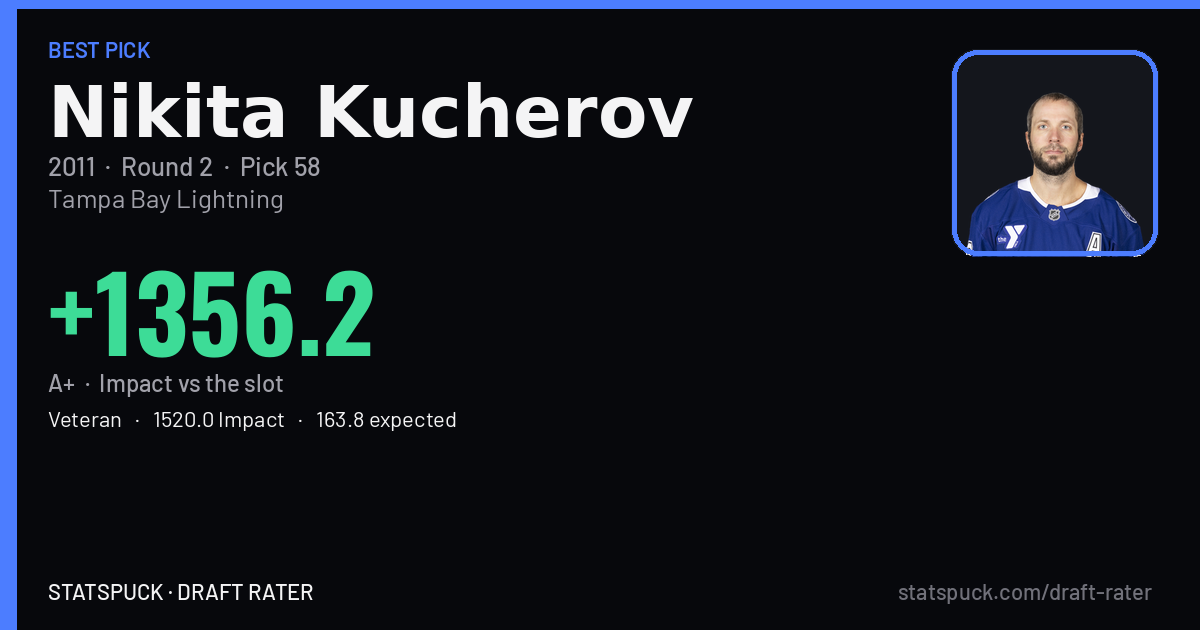 BEST PICK
Nikita Kucherov
2011 · Round 2 · Pick 58
Tampa Bay Lightning
the Y
A
+1356.2
A+ · Impact vs the slot
Veteran · 1520.0 Impact · 163.8 expected
STATSPUCK · DRAFT RATER
statspuck.com/draft-rater